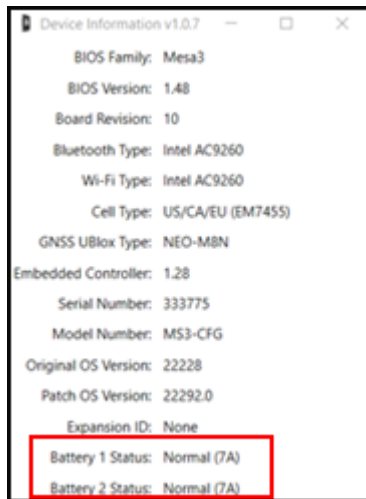 Device Information v1.0.7
BIOS Family: Mesa3
BIOS Version: 1.48
Board Revision: 10
Bluetooth Type: Intel AC9260
Wi-Fi Type: Intel AC9260
Cell Type: US/CA/EU (EM7455)
GNSS UBlox Type: NEO-M8N
Embedded Controller: 1.28
Serial Number: 333775
Model Number: MS3-CFG
Original OS Version: 22228
Patch OS Version: 22292.0
Expansion ID: None
Battery 1 Status: Normal (7A)
Battery 2 Status: Normal (7A)